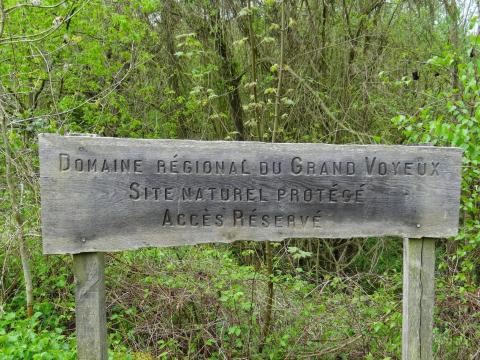 Domaine régional du Grand Voyeux
Site naturel protégé
Accès Réservé